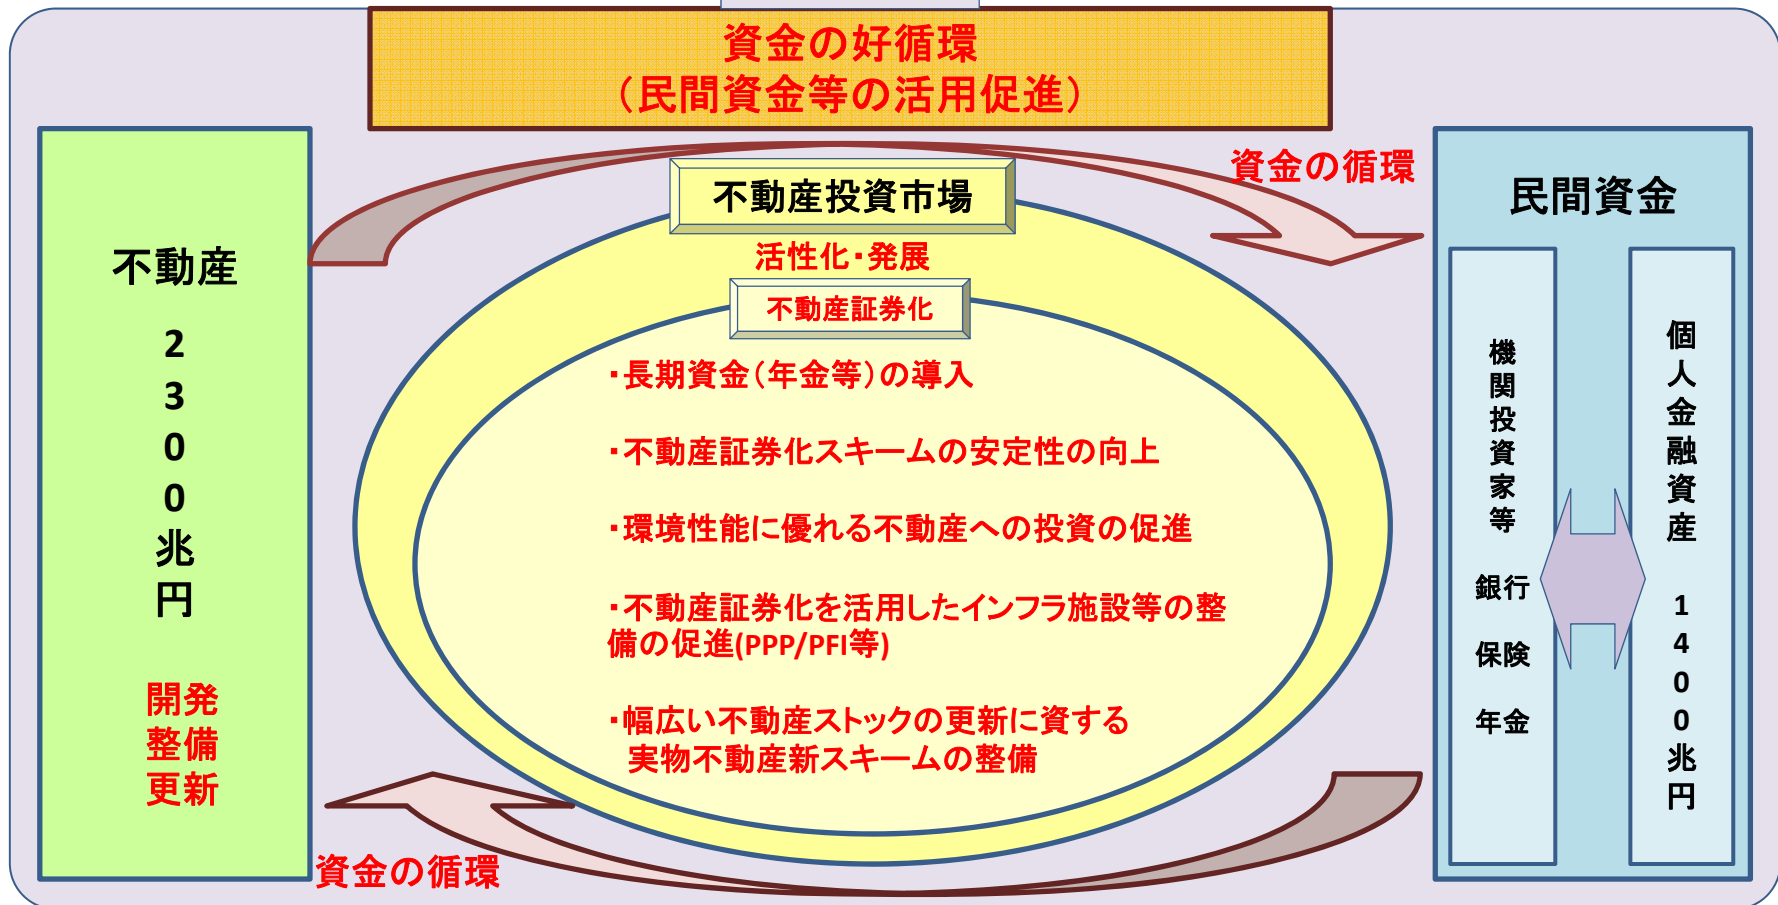 資金の好循環
（民間資金等の活用促進）
資金の循環
不動産
2300兆円
開発
整備
更新
不動産投資市場
活性化・発展
不動産証券化
・長期資金（年金等）の導入
・不動産証券化スキームの安定性の向上
・環境性能に優れる不動産への投資の促進
・不動産証券化を活用したインフラ施設等の整
備の促進(PPP/PFI等)
・幅広い不動産ストックの更新に資する
実物不動産新スキームの整備
民間資金
機関投資家等
銀行
保険
年金
個人金融資産 1400兆円
資金の循環